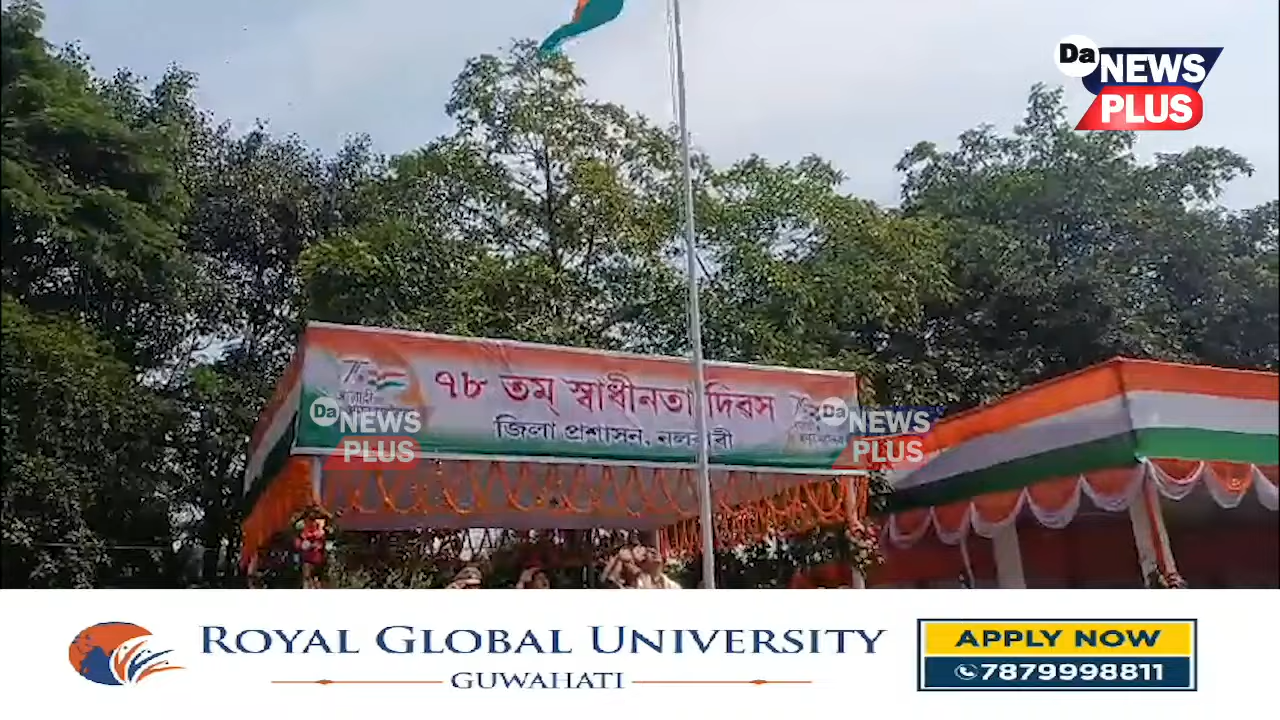 Da NEWS
PLUS
৭৮ তম্ স্বাধীনতা দিৱস
জিলা প্ৰশাসন, নলবাৰী
Da NEWS
PLUS
Da NEWS
PLUS
ROYAL GLOBAL UNIVERSITY
GUWAHATI
APPLY NOW
7879998811